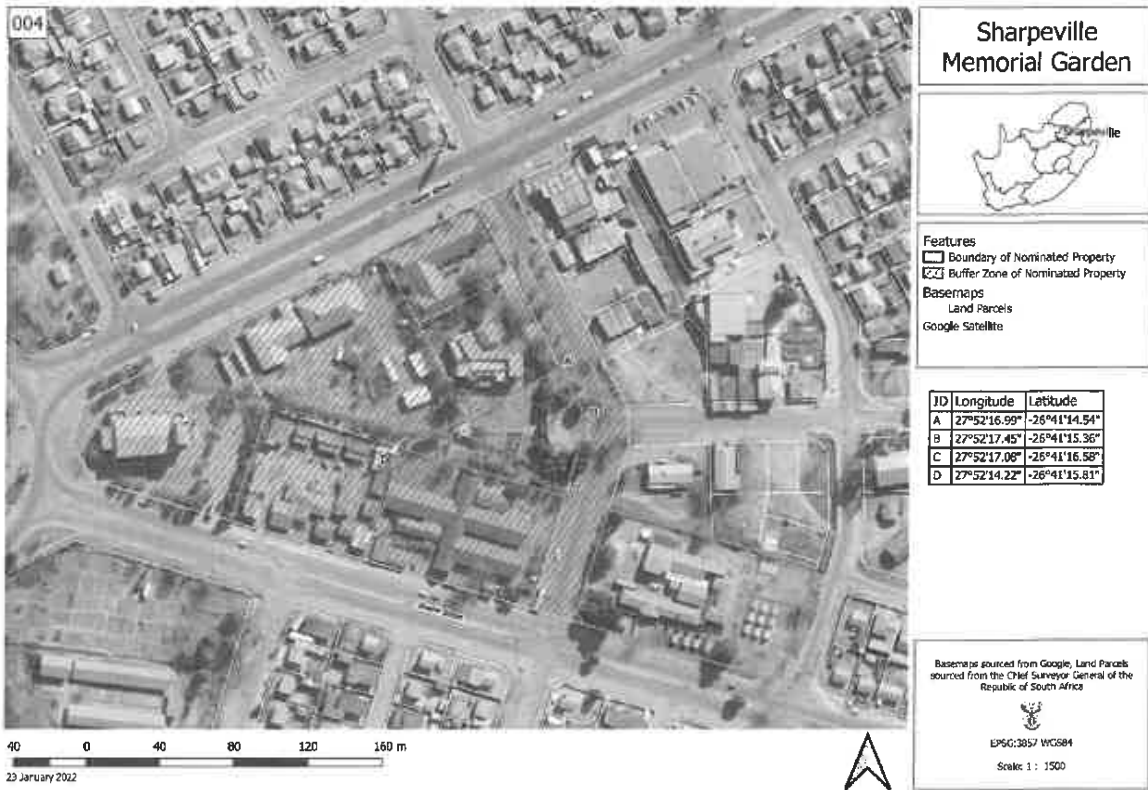 004
Sharpeville
Memorial Garden
Sharpeville
Features
Boundary of Nominated Property
Buffer Zone of Nominated Property
Basemaps
Land Parcels
Google Satellite
ID Longitude Latitude
A 27°52'16.99" -26°41'14.54"
B 27°52'17.45" -26°41'15.36"
C 27°52'17.08" -26°41'16.58"
D 27°52'14.22" -26°41'15.81"
Basemaps sourced from Google, Land Parcels
sourced from the Chief Surveyor General of the
Republic of South Africa
EPSG:3857 WGS84
Scale: 1 : 1500
40 0 40 80 120 160 m
23 January 2022